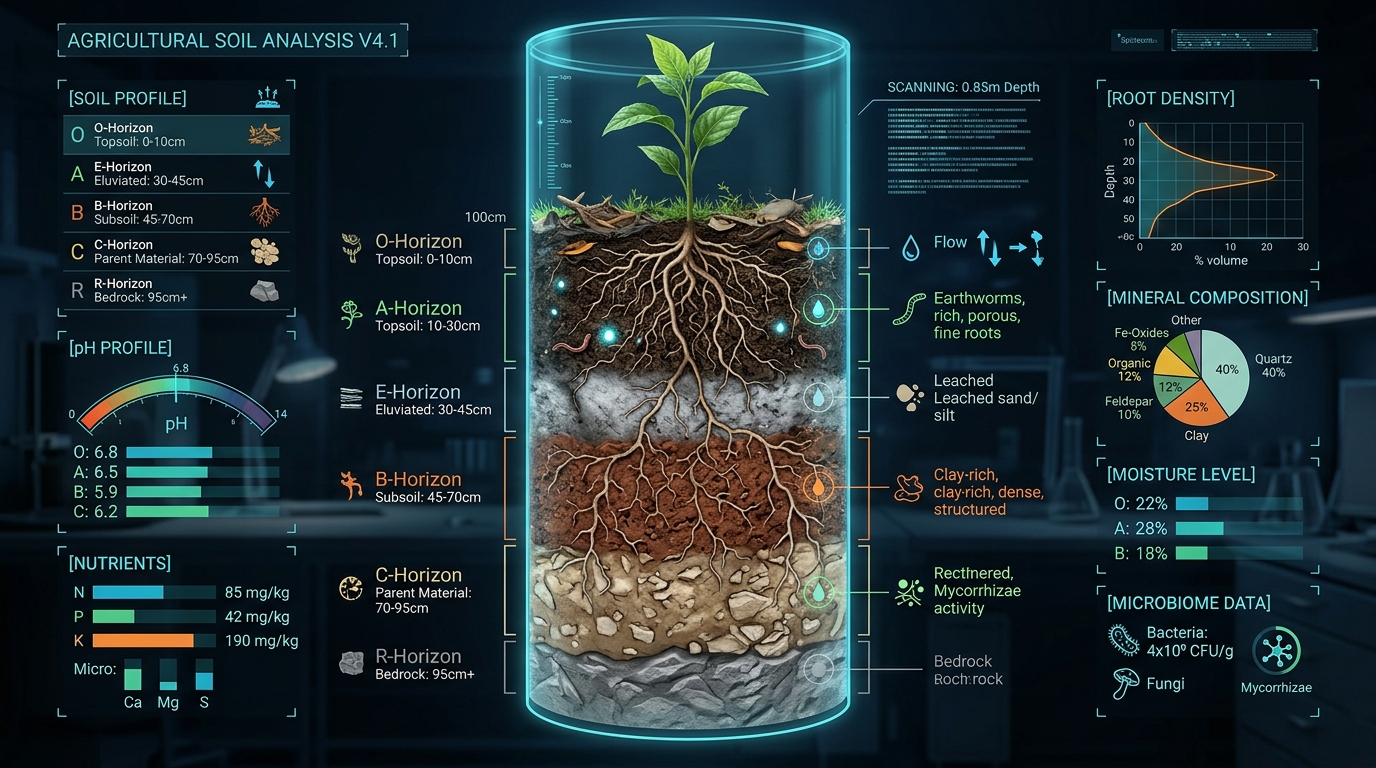 AGRICULTURAL SOIL ANALYSIS V4.1
[SOIL PROFILE]
O
O-Horizon
Topsoil: 0-10cm
A
E-Horizon
Eluviated: 30-45cm
B
B-Horizon
Subsoil: 45-70cm
C
C-Horizon
Parent Material: 70-95cm
R
R-Horizon
Bedrock: 95cm+
[pH PROFILE]
6.8
0
14
pH
O: 6.8
A: 6.5
B: 5.9
C: 6.2
[NUTRIENTS]
N 85 mg/kg
P 42 mg/kg
K 190 mg/kg
Micro:
Ca Mg S
100cm
O-Horizon
Topsoil: 0-10cm
A-Horizon
Topsoil: 10-30cm
E-Horizon
Eluviated: 30-45cm
B-Horizon
Subsoil: 45-70cm
C-Horizon
Parent Material:
70-95cm
R-Horizon
Bedrock: 95cm+
SCANNING: 0.8Sm Depth
Flow
Earthworms,
rich, porous,
fine roots
Leached
Leached sand/
silt
Clay-rich,
clay-rich, dense,
structured
Rectnered,
Mycorrhizae
activity
Bedrock
Roch:rock
[ROOT DENSITY]
Depth
0
10
20
30
40
50
0 20 10 20 30
% volume
[MINERAL COMPOSITION]
Other
Fe-Oxides
8%
Organic
12%
Feldepar
10%
Quartz
40%
40%
12%
25%
Clay
[MOISTURE LEVEL]
O: 22%
A: 28%
B: 18%
[MICROBIOME DATA]
Bacteria:
4x10⁹ CFU/g
Fungi
Mycorrhizae